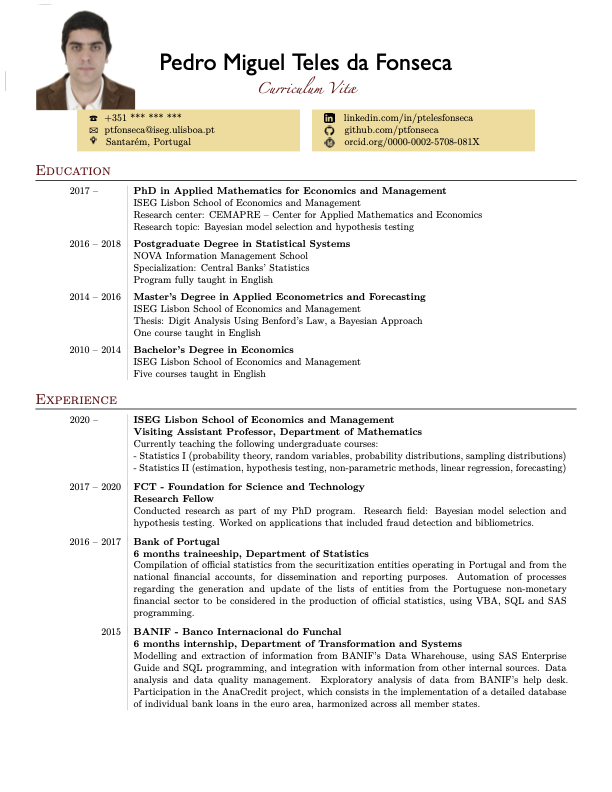 Pedro Miguel Teles da Fonseca
Curriculum Vitæ
+351 *** *** ***
ptfonseca@iseg.ulisboa.pt
Santarém, Portugal
linkedin.com/in/ptelesfonseca
github.com/ptfonseca
orcid.org/0000-0002-5708-081X
Education
2017 –
PhD in Applied Mathematics for Economics and Management
ISEG Lisbon School of Economics and Management
Research center: CEMAPRE – Center for Applied Mathematics and Economics
Research topic: Bayesian model selection and hypothesis testing
2016 – 2018
Postgraduate Degree in Statistical Systems
NOVA Information Management School
Specialization: Central Banks' Statistics
Program fully taught in English
2014 – 2016
Master's Degree in Applied Econometrics and Forecasting
ISEG Lisbon School of Economics and Management
Thesis: Digit Analysis Using Benford's Law, a Bayesian Approach
One course taught in English
2010 – 2014
Bachelor's Degree in Economics
ISEG Lisbon School of Economics and Management
Five courses taught in English
Experience
2020 –
ISEG Lisbon School of Economics and Management
Visiting Assistant Professor, Department of Mathematics
Currently teaching the following undergraduate courses:
- Statistics I (probability theory, random variables, probability distributions, sampling distributions)
- Statistics II (estimation, hypothesis testing, non-parametric methods, linear regression, forecasting)
2017 – 2020
FCT - Foundation for Science and Technology
Research Fellow
Conducted research as part of my PhD program. Research field: Bayesian model selection and
hypothesis testing. Worked on applications that included fraud detection and bibliometrics.
2016 – 2017
Bank of Portugal
6 months traineeship, Department of Statistics
Compilation of official statistics from the securitization entities operating in Portugal and from the
national financial accounts, for dissemination and reporting purposes. Automation of processes
regarding the generation and update of the lists of entities from the Portuguese non-monetary
financial sector to be considered in the production of official statistics, using VBA, SQL and SAS
programming.
2015
BANIF - Banco Internacional do Funchal
6 months internship, Department of Transformation and Systems
Modelling and extraction of information from BANIF's Data Wharehouse, using SAS Enterprise
Guide and SQL programming, and integration with information from other internal sources. Data
analysis and data quality management. Exploratory analysis of data from BANIF's help desk.
Participation in the AnaCredit project, which consists in the implementation of a detailed database
of individual bank loans in the euro area, harmonized across all member states.